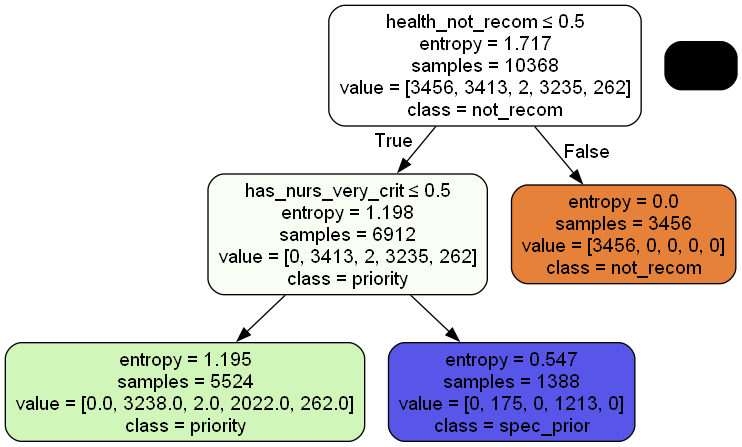 health_not_recom ≤ 0.5
entropy = 1.717
samples = 10368
value = [3456, 3413, 2, 3235, 262]
class = not_recom
True
False
has_nurs_very_crit ≤ 0.5
entropy = 1.198
samples = 6912
value = [0, 3413, 2, 3235, 262]
class = priority
entropy = 0.0
samples = 3456
value = [3456, 0, 0, 0, 0]
class = not_recom
entropy = 1.195
samples = 5524
value = [0.0, 3238.0, 2.0, 2022.0, 262.0]
class = priority
entropy = 0.547
samples = 1388
value = [0, 175, 0, 1213, 0]
class = spec_prior